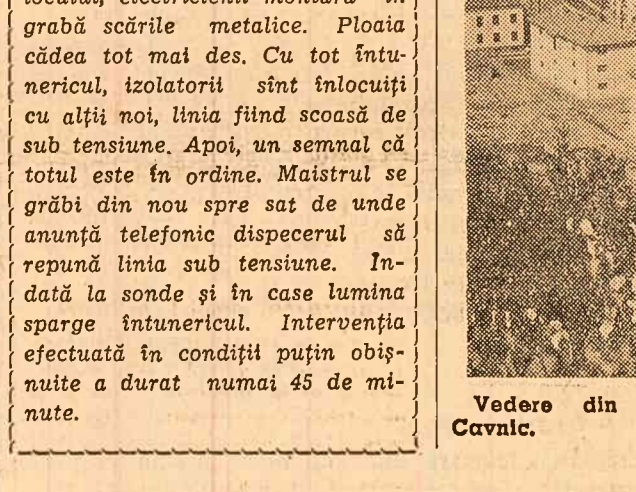 locului, electricienii montară în
grabă scările metalice. Ploaia
cădea tot mai des. Cu tot întu-
nericul, izolatorii sînt înlocuiți
cu alții noi, linia fiind scoasă de
sub tensiune. Apoi, un semnal că
totul este în ordine. Maistrul se
grăbi din nou spre sat de unde
anunță telefonic dispecerul să
repună linia sub tensiune. In-
dată la sonde și în case lumina
sparge întunericul. Intervenția
efectuată în condiții puțin obiș-
nuite a durat numai 45 de mi-
nute.
Vedere din
Cavnic.